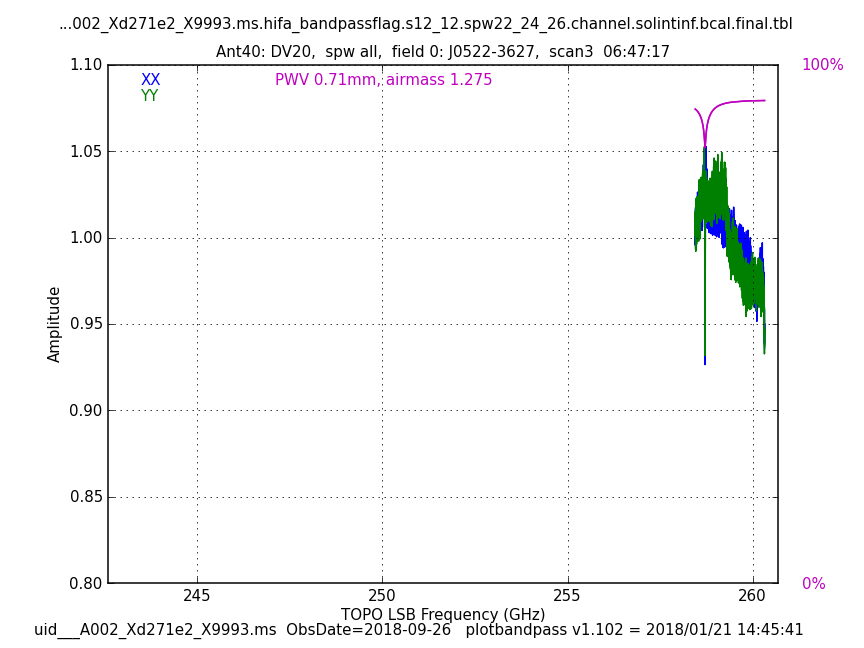 ...002_Xd271e2_X9993.ms.hifa_bandpassflag.s12_12.spw22_24_26.channel.solintinf.bcal.final.tbl
Ant40: DV20,  spw all,  field 0: J0522-3627,  scan3  06:47:17
1.10
XX
PWV 0.71mm, airmass 1.275
100%
YY
1.05
1.00
0.95
Amplitude
0.90
0.85
0.80
0%
245
250
255
260
TOPO LSB Frequency (GHz)
uid___A002_Xd271e2_X9993.ms  ObsDate=2018-09-26   plotbandpass v1.102 = 2018/01/21 14:45:41